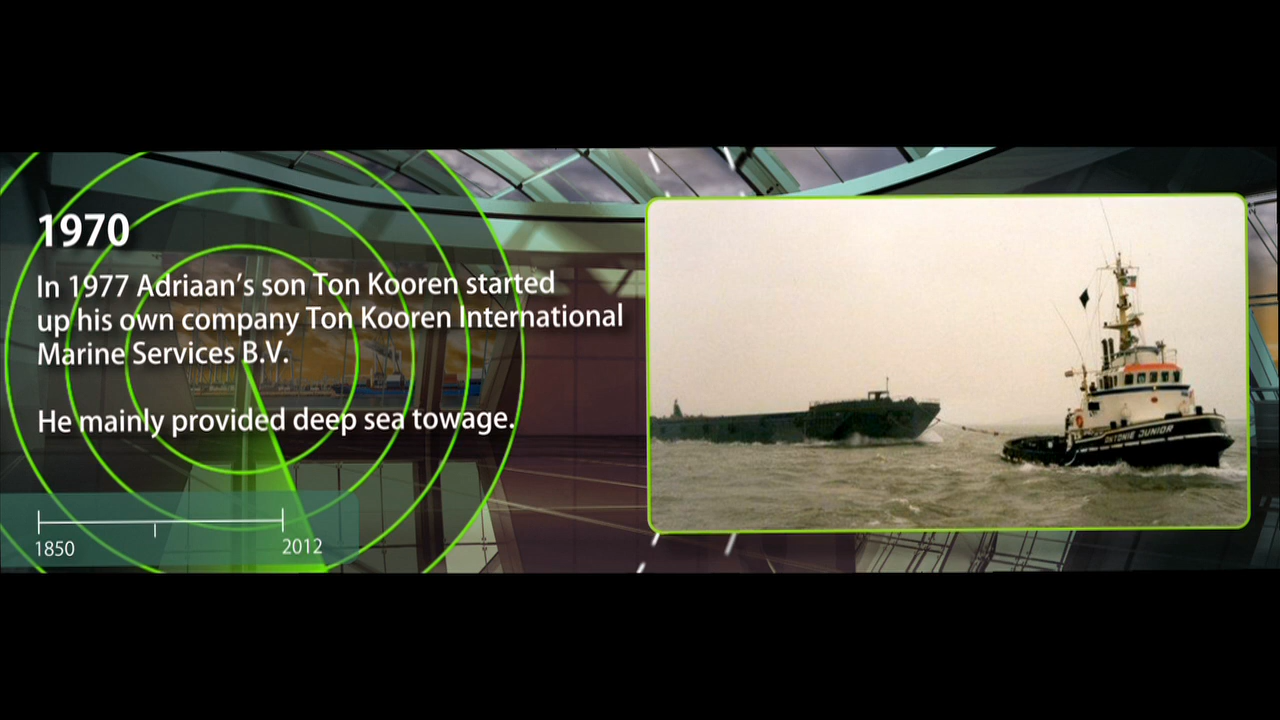 1970
In 1977 Adriaan’s son Ton Kooren started
up his own company Ton Kooren International
Marine Services B.V.
He mainly provided deep sea towage.
1850
2012
ONTONIE JUNIOR